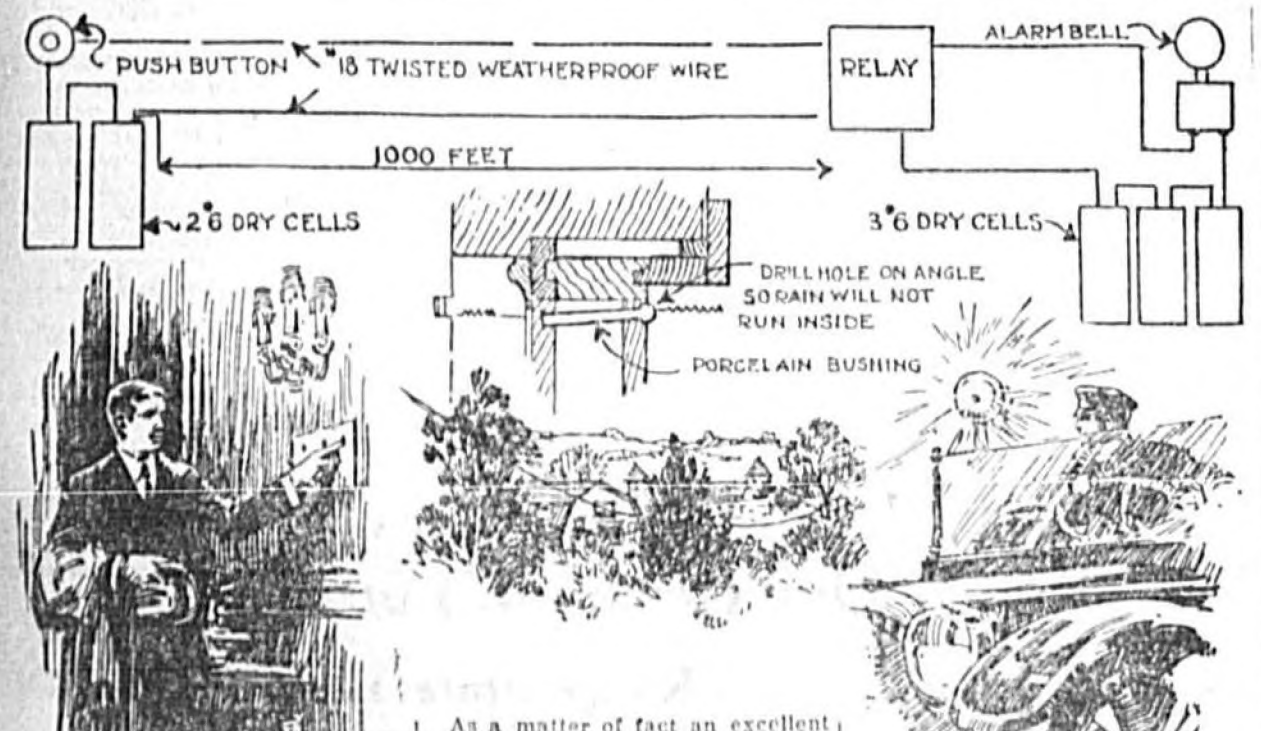 ALARM BELL
PUSH BUTTON
#18 TWISTED WEATHERPROOF WIRE
RELAY
1000 FEET
2 #6 DRY CELLS
3 #6 DRY CELLS
DRILL HOLE ON ANGLE
SO RAIN WILL NOT
RUN INSIDE
PORCELAIN BUSHING
As a matter of fact an excellent